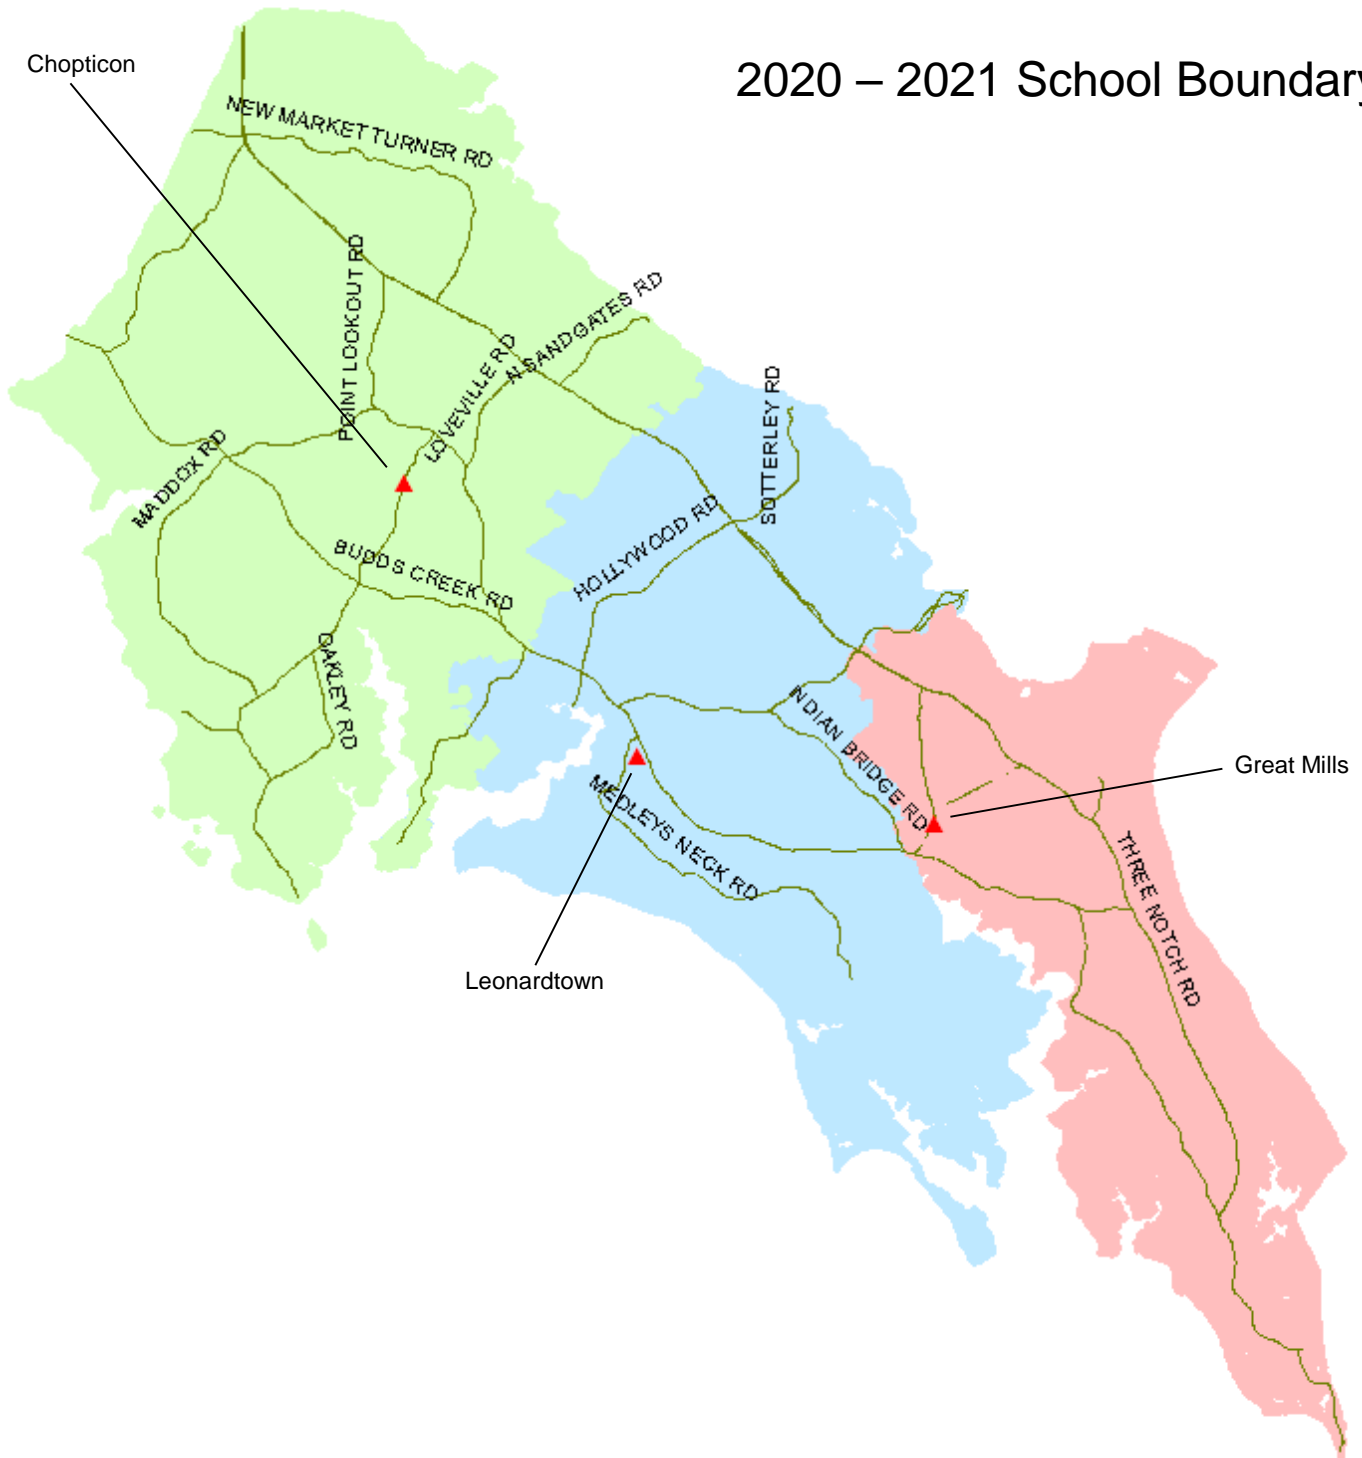 2020 – 2021 School Boundary
Chopticon
NEW MARKET TURNER RD
POINT LOOKOUT RD
N SANDGATES RD
LOVEVILLE RD
SOTTERLEY RD
MADDOX RD
HOLLYWOOD RD
BUDDS CREEK RD
OAKLEY RD
INDIAN BRIDGE RD
Great Mills
MEDLEYS NECK RD
THREE NOTCH RD
Leonardtown